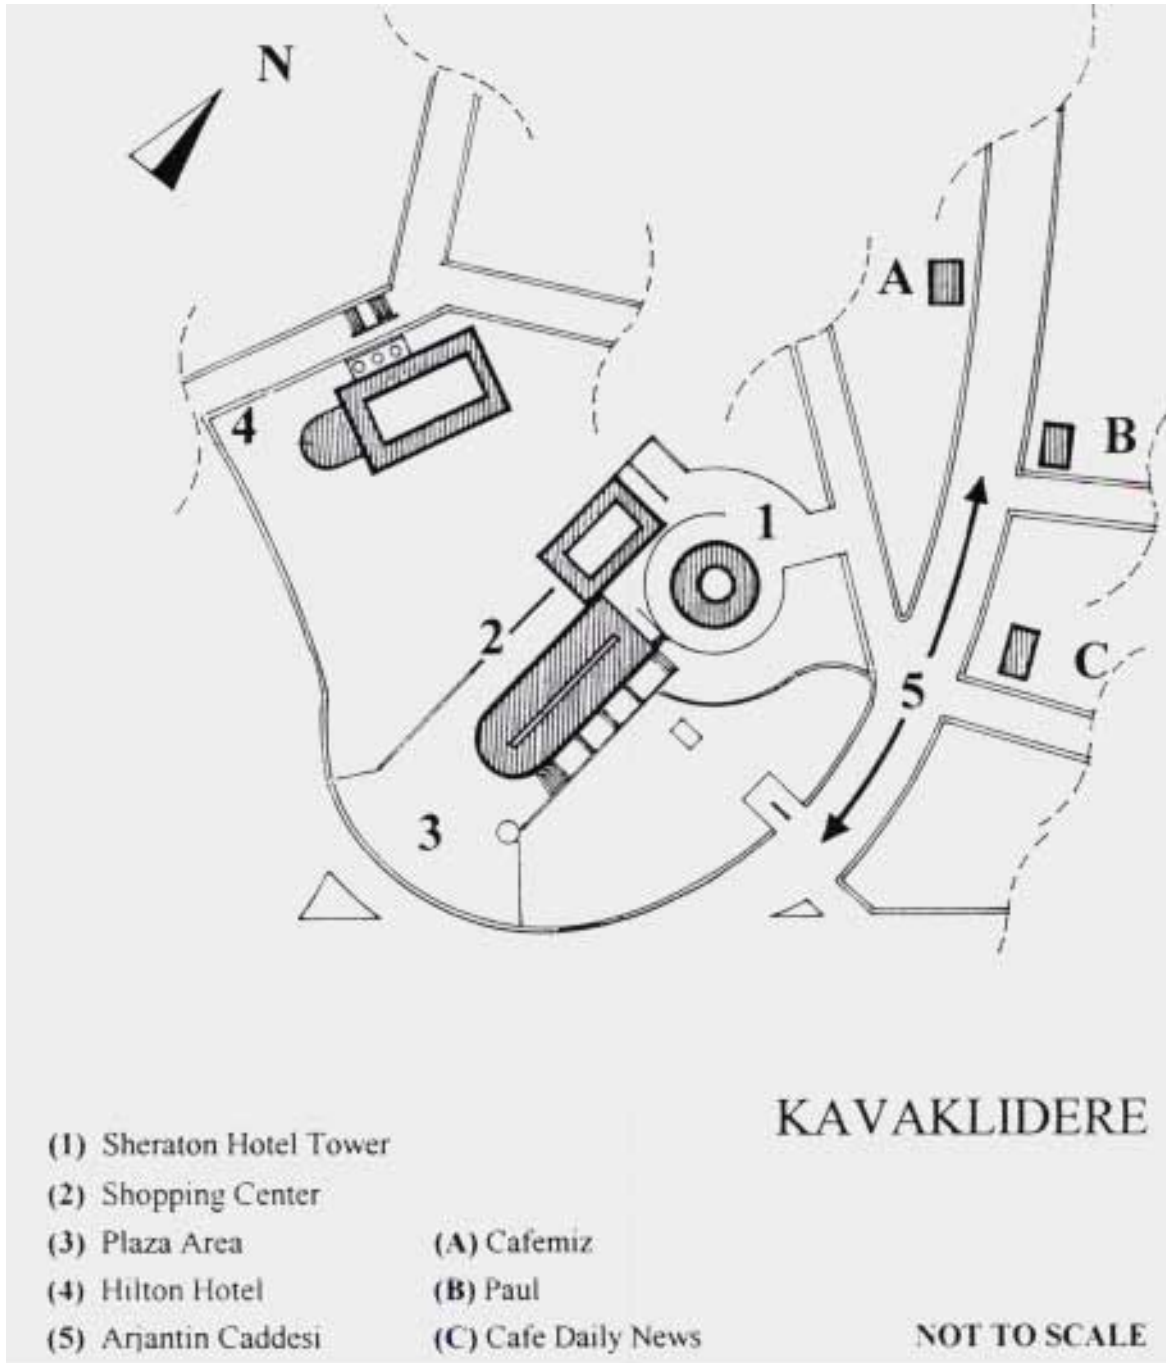 N
A
B
4
1
2
C
5
3
KAVAKLIDERE
(1) Sheraton Hotel Tower
(2) Shopping Center
(3) Plaza Area
(A) Cafemiz
(4) Hilton Hotel
(B) Paul
(5) Arjantin Caddesi
(C) Cafe Daily News
NOT TO SCALE